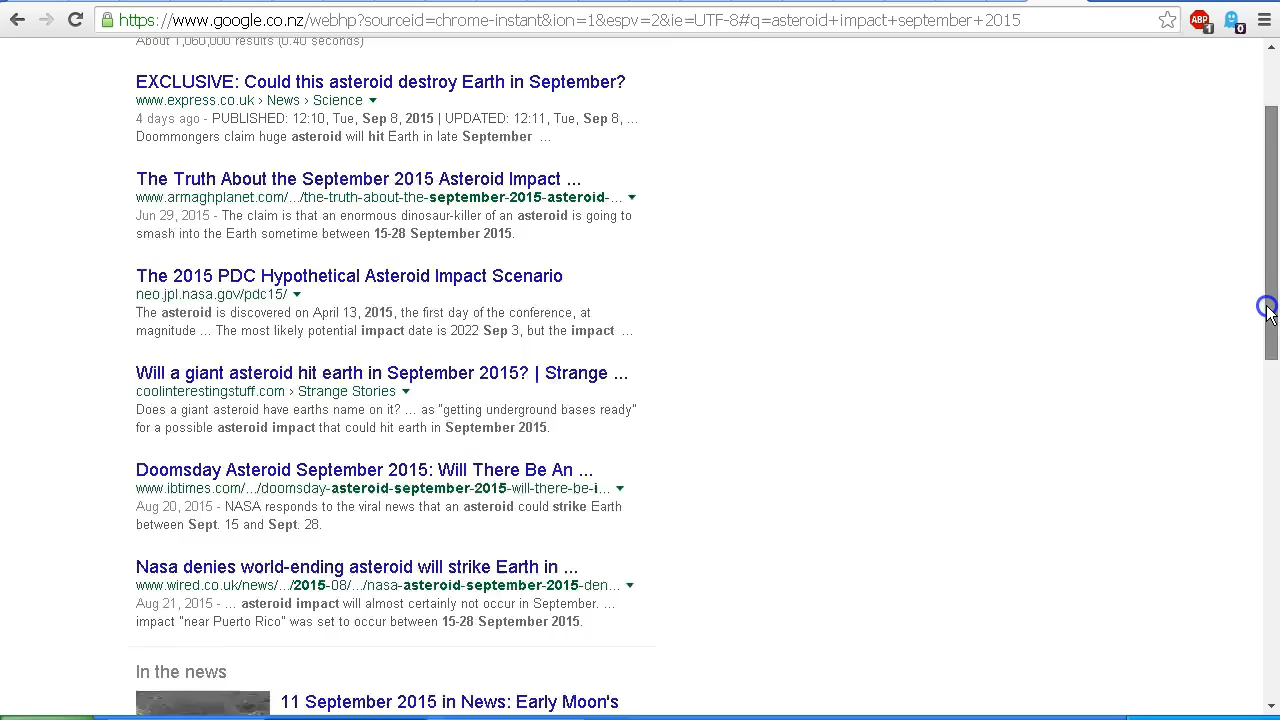 https://www.google.co.nz/webhp?sourceid=chrome-instant&ion=1&espv=2&ie=UTF-8#q=asteroid+impact+september+2015
ABP
1
0
About 1,060,000 results (0.40 seconds)
EXCLUSIVE: Could this asteroid destroy Earth in September?
www.express.co.uk › News › Science
4 days ago - PUBLISHED: 12:10, Tue, Sep 8, 2015 | UPDATED: 12:11, Tue, Sep 8, ...
Doommongers claim huge asteroid will hit Earth in late September ...
The Truth About the September 2015 Asteroid Impact ...
www.armaghplanet.com/.../the-truth-about-the-september-2015-asteroid-...
Jun 29, 2015 - The claim is that an enormous dinosaur-killer of an asteroid is going to
smash into the Earth sometime between 15-28 September 2015.
The 2015 PDC Hypothetical Asteroid Impact Scenario
neo.jpl.nasa.gov/pdc15/
The asteroid is discovered on April 13, 2015, the first day of the conference, at
magnitude ... The most likely potential impact date is 2022 Sep 3, but the impact ...
Will a giant asteroid hit earth in September 2015? | Strange ...
coolinterestingstuff.com › Strange Stories
Does a giant asteroid have earths name on it? ... as "getting underground bases ready"
for a possible asteroid impact that could hit earth in September 2015.
Doomsday Asteroid September 2015: Will There Be An ...
www.ibtimes.com/.../doomsday-asteroid-september-2015-will-there-be-i...
Aug 20, 2015 - NASA responds to the viral news that an asteroid could strike Earth
between Sept. 15 and Sept. 28.
Nasa denies world-ending asteroid will strike Earth in ...
www.wired.co.uk/news/.../2015-08/.../nasa-asteroid-september-2015-den...
Aug 21, 2015 - ... asteroid impact will almost certainly not occur in September. ...
impact "near Puerto Rico" was set to occur between 15-28 September 2015.
In the news
11 September 2015 in News: Early Moon's